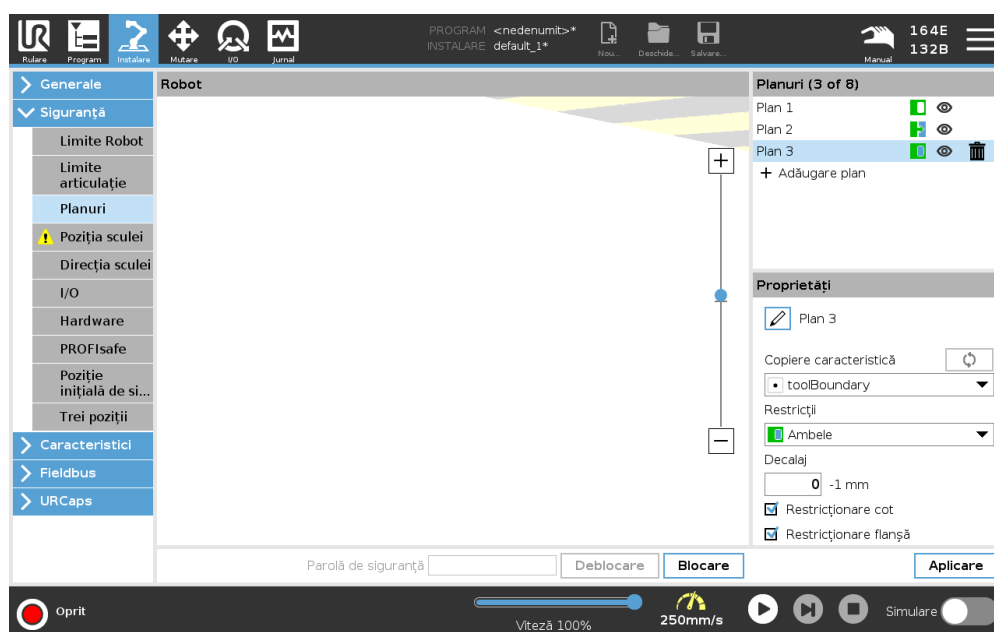 PROGRAM <nedenumit>*
INSTALARE default_1*
Rulare Program Instalare Mutare I/O Jurnal
Nou... Deschide... Salvare...
Manual
164E
132B
Generale
Siguranță
Limite Robot
Limite
articulație
Planuri
Poziția sculei
Direcția sculei
I/O
Hardware
PROFIsafe
Poziție
inițială de si...
Trei poziții
Caracteristici
Fieldbus
URCaps
Robot
Parolă de siguranță
Deblocare
Blocare
Planuri (3 of 8)
Plan 1
Plan 2
Plan 3
+ Adăugare plan
Proprietăți
Plan 3
Copiere caracteristică
toolBoundary
Restricții
Ambele
Decalaj
0 -1 mm
Restricționare cot
Restricționare flanșă
Aplicare
Oprit
Viteză 100%
250mm/s
Simulare